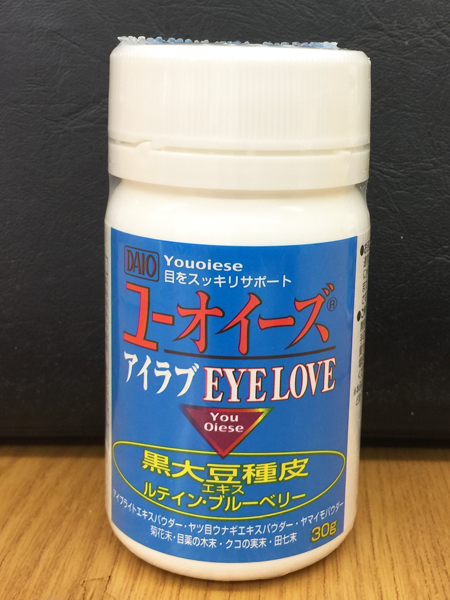 DAIO Youoiese
目をスッキリサポート
ユーオイーズ®
アイラブ EYE LOVE
You
Oiese
黒大豆種皮
エキス
ルテイン・ブルーベリー
アイブライトエキスパウダー・ヤツ目ウナギエキスパウダー・ヤマイモパウダー
菊花末・目薬の木末・クコの実末・田七末
30g